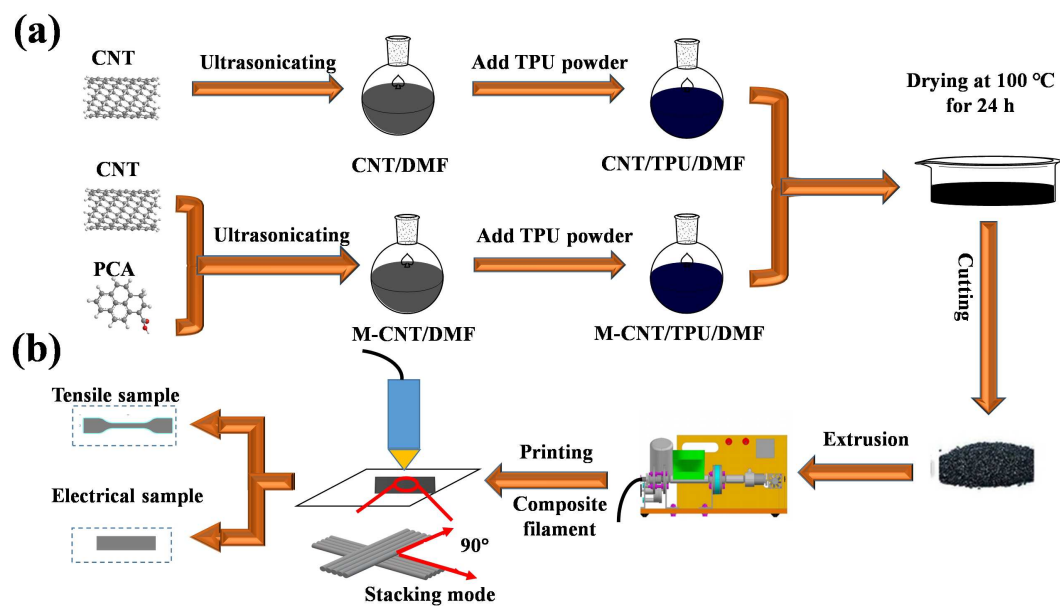 (a)
CNT
Ultrasonicating
CNT/DMF
Add TPU powder
CNT/TPU/DMF
Drying at 100 ℃
for 24 h
CNT
PCA
Ultrasonicating
M-CNT/DMF
Add TPU powder
M-CNT/TPU/DMF
Cutting
(b)
Extrusion
Printing
Composite
filament
90°
Stacking mode
Tensile sample
Electrical sample